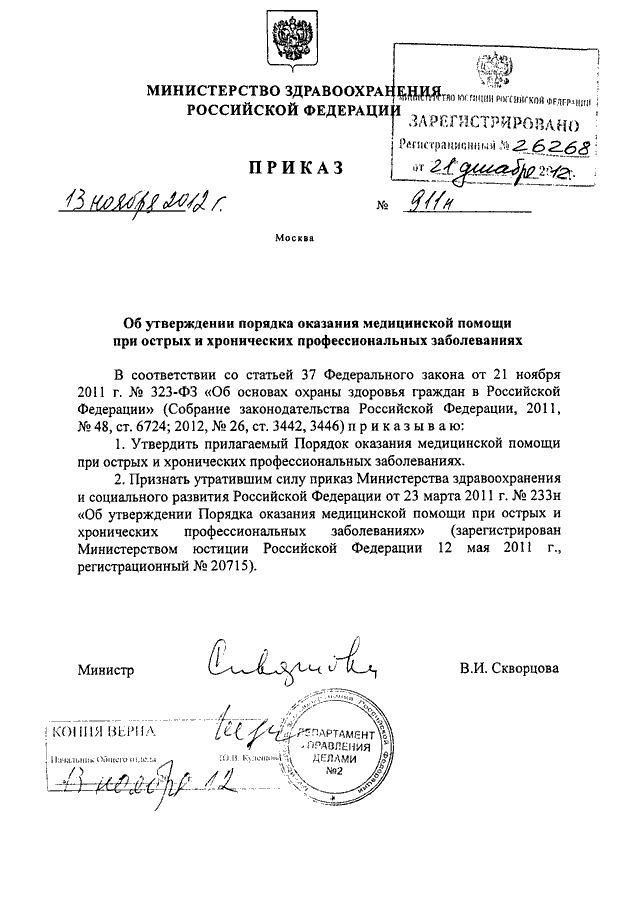 МИНИСТЕРСТВО ЗДРАВООХРАНЕНИЯ
РОССИЙСКОЙ ФЕДЕРАЦИИ
МИНИСТЕРСТВО ЮСТИЦИИ РОССИЙСКОЙ ФЕДЕРАЦИИ
ЗАРЕГИСТРИРОВАНО
Регистрационный № 26268
от 21 декабря 2012г.
ПРИКАЗ
13 ноября 2012 г.
№ 911н
Москва
Об утверждении порядка оказания медицинской помощи
при острых и хронических профессиональных заболеваниях
В соответствии со статьей 37 Федерального закона от 21 ноября
2011 г. № 323-ФЗ «Об основах охраны здоровья граждан в Российской
Федерации» (Собрание законодательства Российской Федерации, 2011,
№ 48, ст. 6724; 2012, № 26, ст. 3442, 3446) приказываю:
1. Утвердить прилагаемый Порядок оказания медицинской помощи
при острых и хронических профессиональных заболеваниях.
2. Признать утратившим силу приказ Министерства здравоохранения
и социального развития Российской Федерации от 23 марта 2011 г. № 233н
«Об утверждении Порядка оказания медицинской помощи при острых и
хронических профессиональных заболеваниях» (зарегистрирован
Министерством юстиции Российской Федерации 12 мая 2011 г.,
регистрационный № 20715).
Министр
В.И. Скворцова
КОПИЯ ВЕРНА
Начальник Общего отдела
13 ноября 12
ДЕПАРТАМЕНТ
УПРАВЛЕНИЯ
ДЕЛАМИ
№2